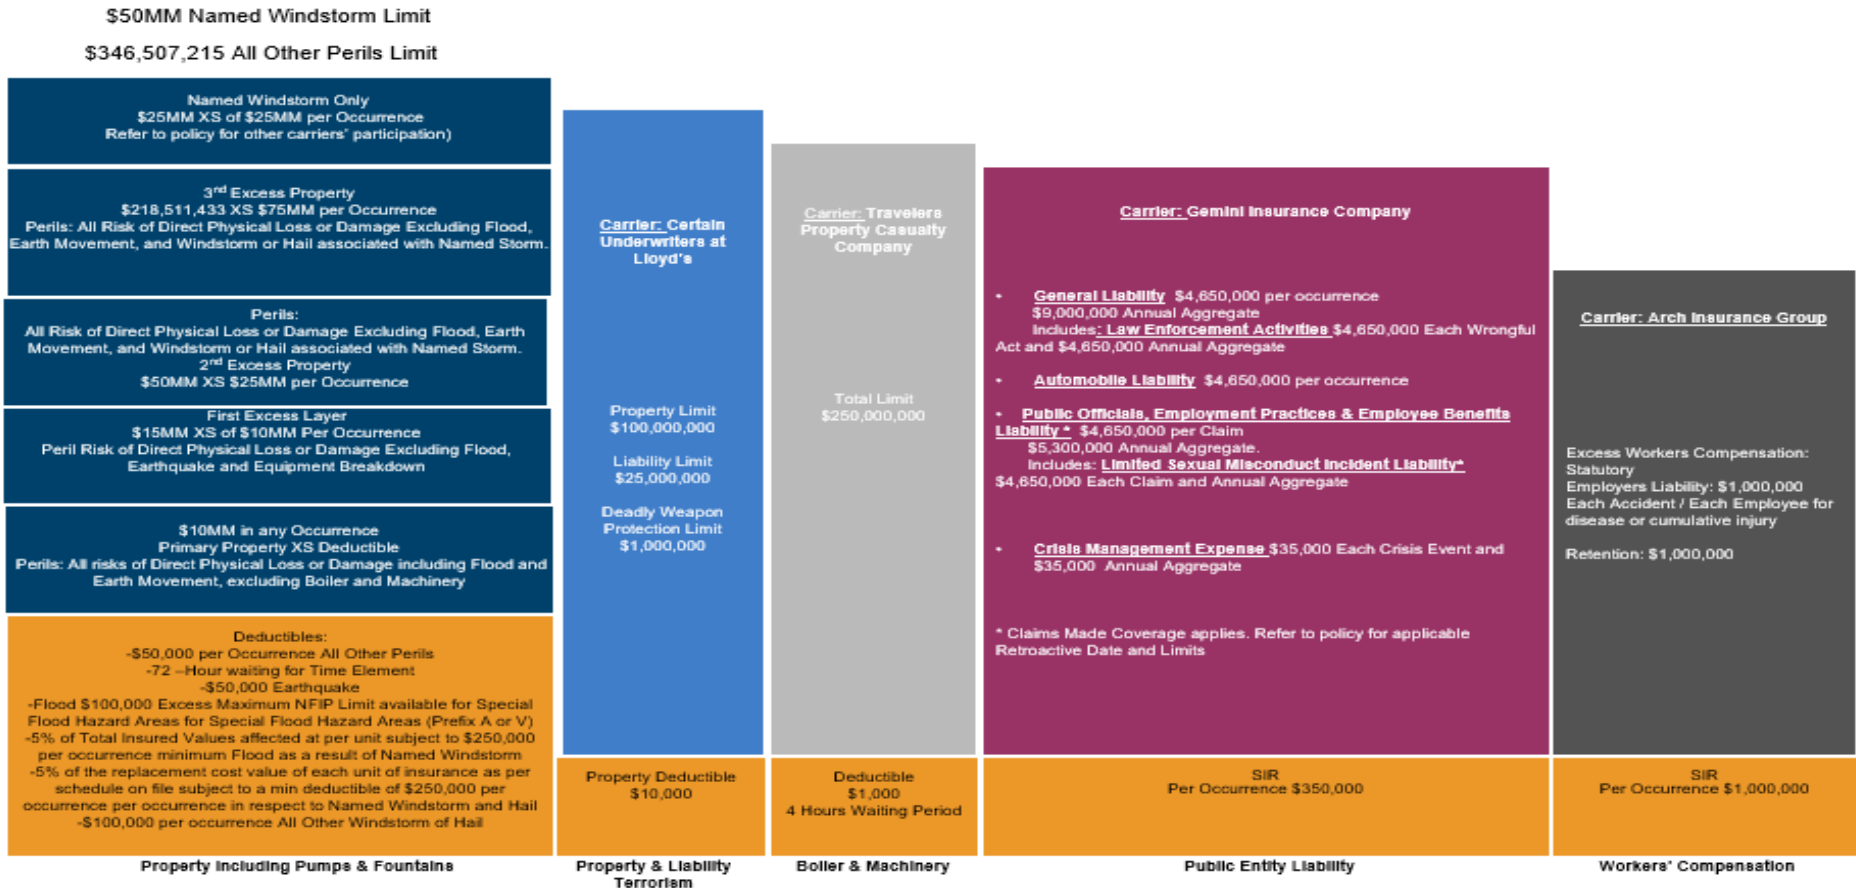 $50MM Named Windstorm Limit
$346,507,215 All Other Perils Limit
Named Windstorm Only
$25MM XS of $25MM per Occurrence
Refer to policy for other carriers' participation)
3nd Excess Property
$218,511,433 XS $75MM per Occurrence
Perils: All Risk of Direct Physical Loss or Damage Excluding Flood,
Earth Movement, and Windstorm or Hail associated with Named Storm.
Perils:
All Risk of Direct Physical Loss or Damage Excluding Flood, Earth
Movement, and Windstorm or Hail associated with Named Storm.
2nd Excess Property
$50MM XS $25MM per Occurrence
First Excess Layer
$15MM XS of $10MM Per Occurrence
Peril Risk of Direct Physical Loss or Damage Excluding Flood,
Earthquake and Equipment Breakdown
$10MM in any Occurrence
Primary Property XS Deductible
Perils: All risks of Direct Physical Loss or Damage including Flood and
Earth Movement, excluding Boiler and Machinery
Deductibles:
-$50,000 per Occurrence All Other Perils
-72 –Hour waiting for Time Element
-$50,000 Earthquake
-Flood $100,000 Excess Maximum NFIP Limit available for Special
Flood Hazard Areas for Special Flood Hazard Areas (Prefix A or V)
-5% of Total Insured Values affected at per unit subject to $250,000
per occurrence minimum Flood as a result of Named Windstorm
-5% of the replacement cost value of each unit of insurance as per
schedule on file subject to a min deductible of $250,000 per
occurrence per occurrence in respect to Named Windstorm and Hail
-$100,000 per occurrence All Other Windstorm of Hail
Property Including Pumps & Fountains
Carrier: Certain
Underwriters at
Lloyd's
Property Limit
$100,000,000
Liability Limit
$25,000,000
Deadly Weapon
Protection Limit
$1,000,000
Property Deductible
$10,000
Property & Liability
Terrorism
Carrier: Travelers
Property Casualty
Company
Total Limit
$250,000,000
Deductible
$1,000
4 Hours Waiting Period
Boiler & Machinery
Carrier: Gemini Insurance Company
• General Liability $4,650,000 per occurrence
$9,000,000 Annual Aggregate
Includes: Law Enforcement Activities $4,650,000 Each Wrongful
Act and $4,650,000 Annual Aggregate
• Automobile Liability $4,650,000 per occurrence
• Public Officials, Employment Practices & Employee Benefits
Liability * $4,650,000 per Claim
$5,300,000 Annual Aggregate.
Includes: Limited Sexual Misconduct Incident Liability*
$4,650,000 Each Claim and Annual Aggregate
• Crisis Management Expense $35,000 Each Crisis Event and
$35,000 Annual Aggregate
* Claims Made Coverage applies. Refer to policy for applicable
Retroactive Date and Limits
SIR
Per Occurrence $350,000
Public Entity Liability
Carrier: Arch Insurance Group
Excess Workers Compensation:
Statutory
Employers Liability: $1,000,000
Each Accident / Each Employee for
disease or cumulative injury
Retention: $1,000,000
SIR
Per Occurrence $1,000,000
Workers' Compensation